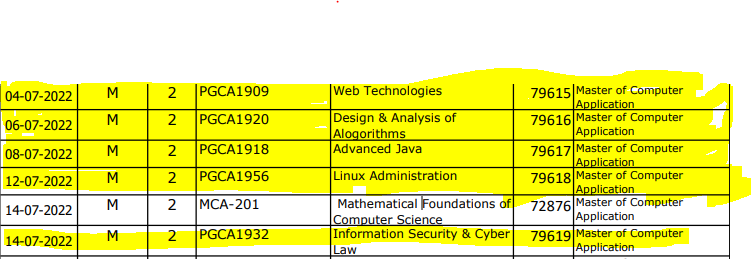 04-07-2022 M 2 PGCA1909 Web Technologies 79615 Master of Computer
Application
06-07-2022 M 2 PGCA1920 Design & Analysis of 79616 Master of Computer
Alogorithms Application
08-07-2022 M 2 PGCA1918 Advanced Java 79617 Master of Computer
Application
12-07-2022 M 2 PGCA1956 Linux Administration 79618 Master of Computer
Application
14-07-2022 M 2 MCA-201 Mathematical Foundations of 72876 Master of Computer
Computer Science Application
14-07-2022 M 2 PGCA1932 Information Security & Cyber 79619 Master of Computer
Law Application